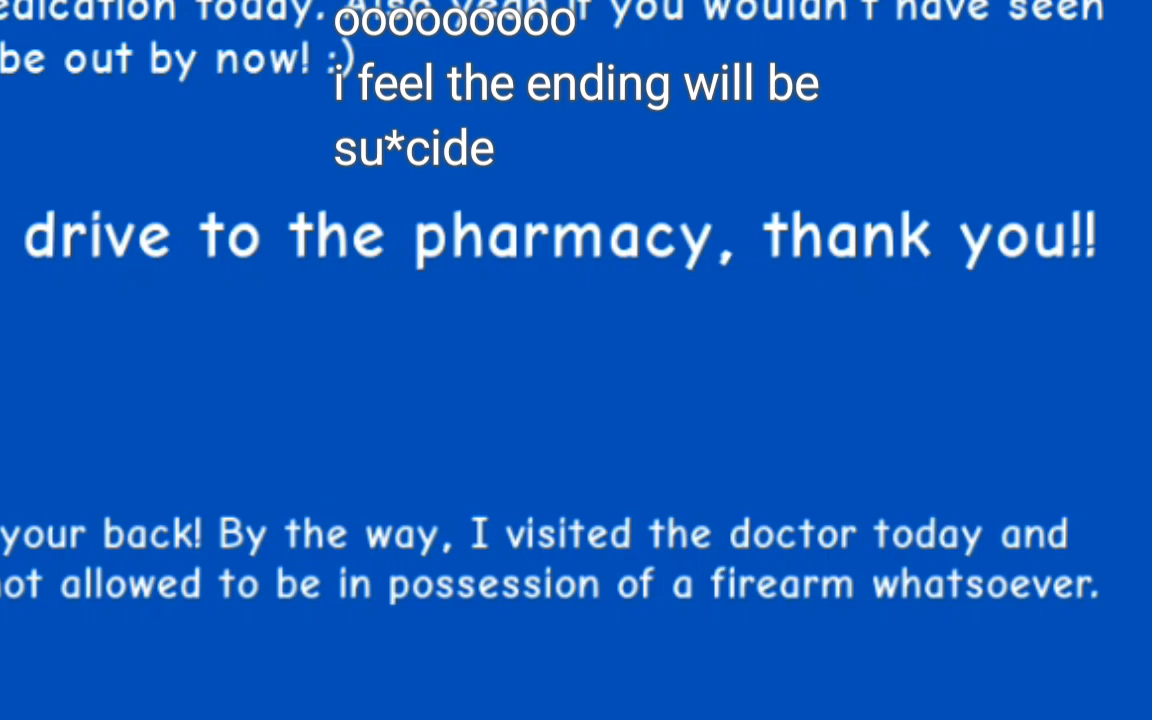 edication today. Also yeah if you wouldn't have seen
ooooooooo
be out by now! :)
i feel the ending will be
su*cide
drive to the pharmacy, thank you!!
your back! By the way, I visited the doctor today and
not allowed to be in possession of a firearm whatsoever.